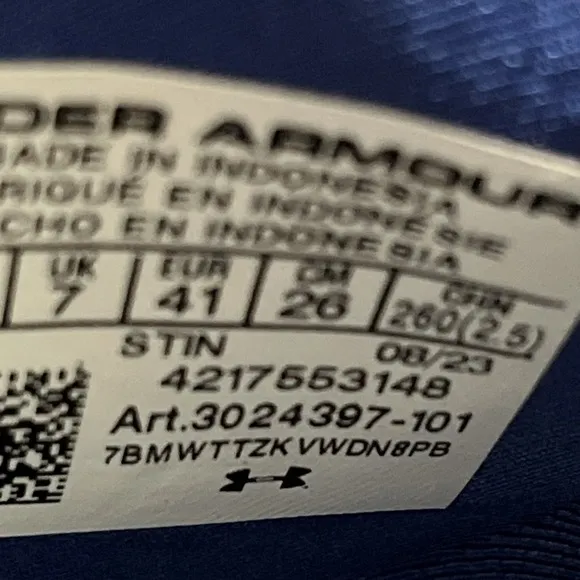 DER ARMOUR
MADE IN INDONESIA
RIQUÉ EN INDONÉSIE
CHO EN INDONESIA
UK EUR CM CHN
7 41 26 260(2.5)
STIN 08/23
4217553148
Art.3024397-101
7BMWTTZKVWDN8PB